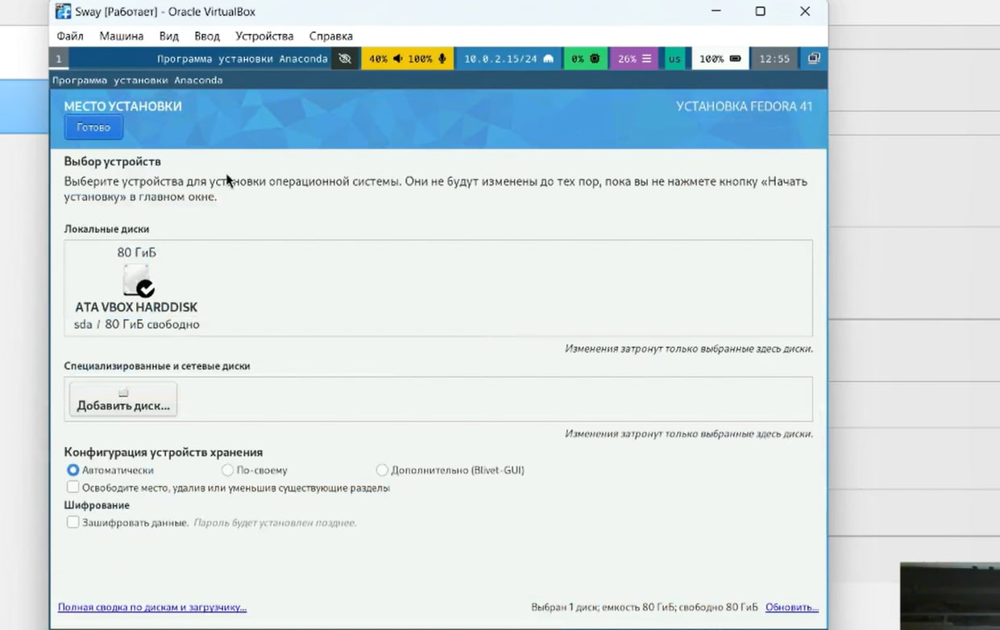 Sway [Работает] - Oracle VirtualBox
Файл Машина Вид Ввод Устройства Справка
1 Программа установки Anaconda 40% 100% 10.0.2.15/24 0% 26% us 100% 12:55
Программа установки Anaconda
МЕСТО УСТАНОВКИ УСТАНОВКА FEDORA 41
Готово
Выбор устройств
Выберите устройства для установки операционной системы. Они не будут изменены до тех пор, пока вы не нажмете кнопку «Начать
установку» в главном окне.
Локальные диски
80 ГиБ
ATA VBOX HARDDISK
sda / 80 ГиБ свободно
Изменения затронут только выбранные здесь диски.
Специализированные и сетевые диски
Добавить диск...
Изменения затронут только выбранные здесь диски.
Конфигурация устройств хранения
Автоматически По-своему Дополнительно (Blivet-GUI)
Освободите место, удалив или уменьшив существующие разделы
Шифрование
Зашифровать данные. Пароль будет установлен позднее.
Полная сводка по дискам и загрузчику... Выбран 1 диск; емкость 80 ГиБ; свободно 80 ГиБ Обновить...